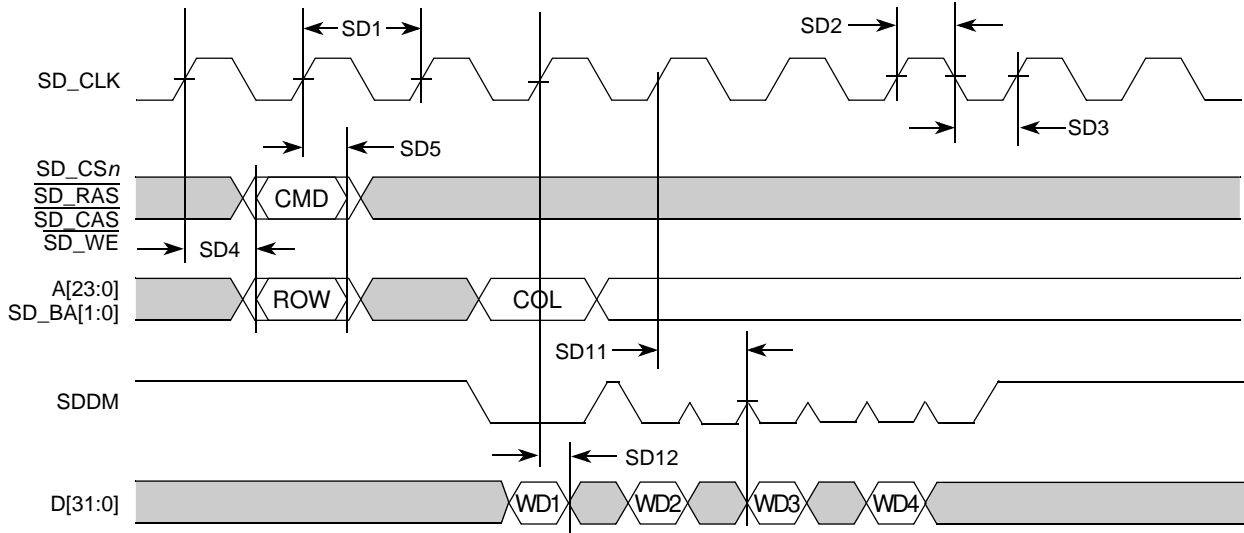 SD1
SD2
SD_CLK
SD3
SD5
SD_CSn
SD_RAS
SD_CAS
SD_WE
CMD
SD4
A[23:0]
SD_BA[1:0]
ROW
COL
SD11
SDDM
SD12
D[31:0]
WD1
WD2
WD3
WD4